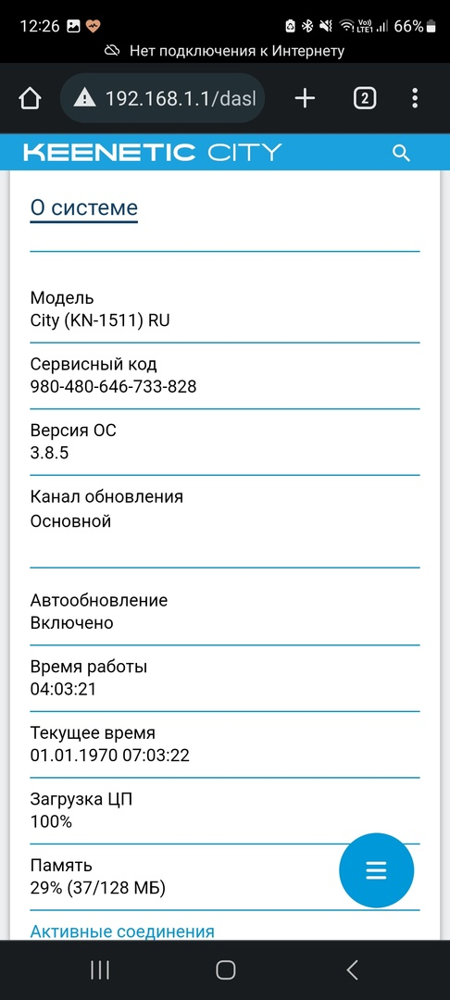 12:26
Vo)) LTE1 66%
Нет подключения к Интернету
192.168.1.1/das
2
KEENETIC CITY
О системе
Модель
City (KN-1511) RU
Сервисный код
980-480-646-733-828
Версия ОС
3.8.5
Канал обновления
Основной
Автообновление
Включено
Время работы
04:03:21
Текущее время
01.01.1970 07:03:22
Загрузка ЦП
100%
Память
29% (37/128 МБ)
Активные соединения